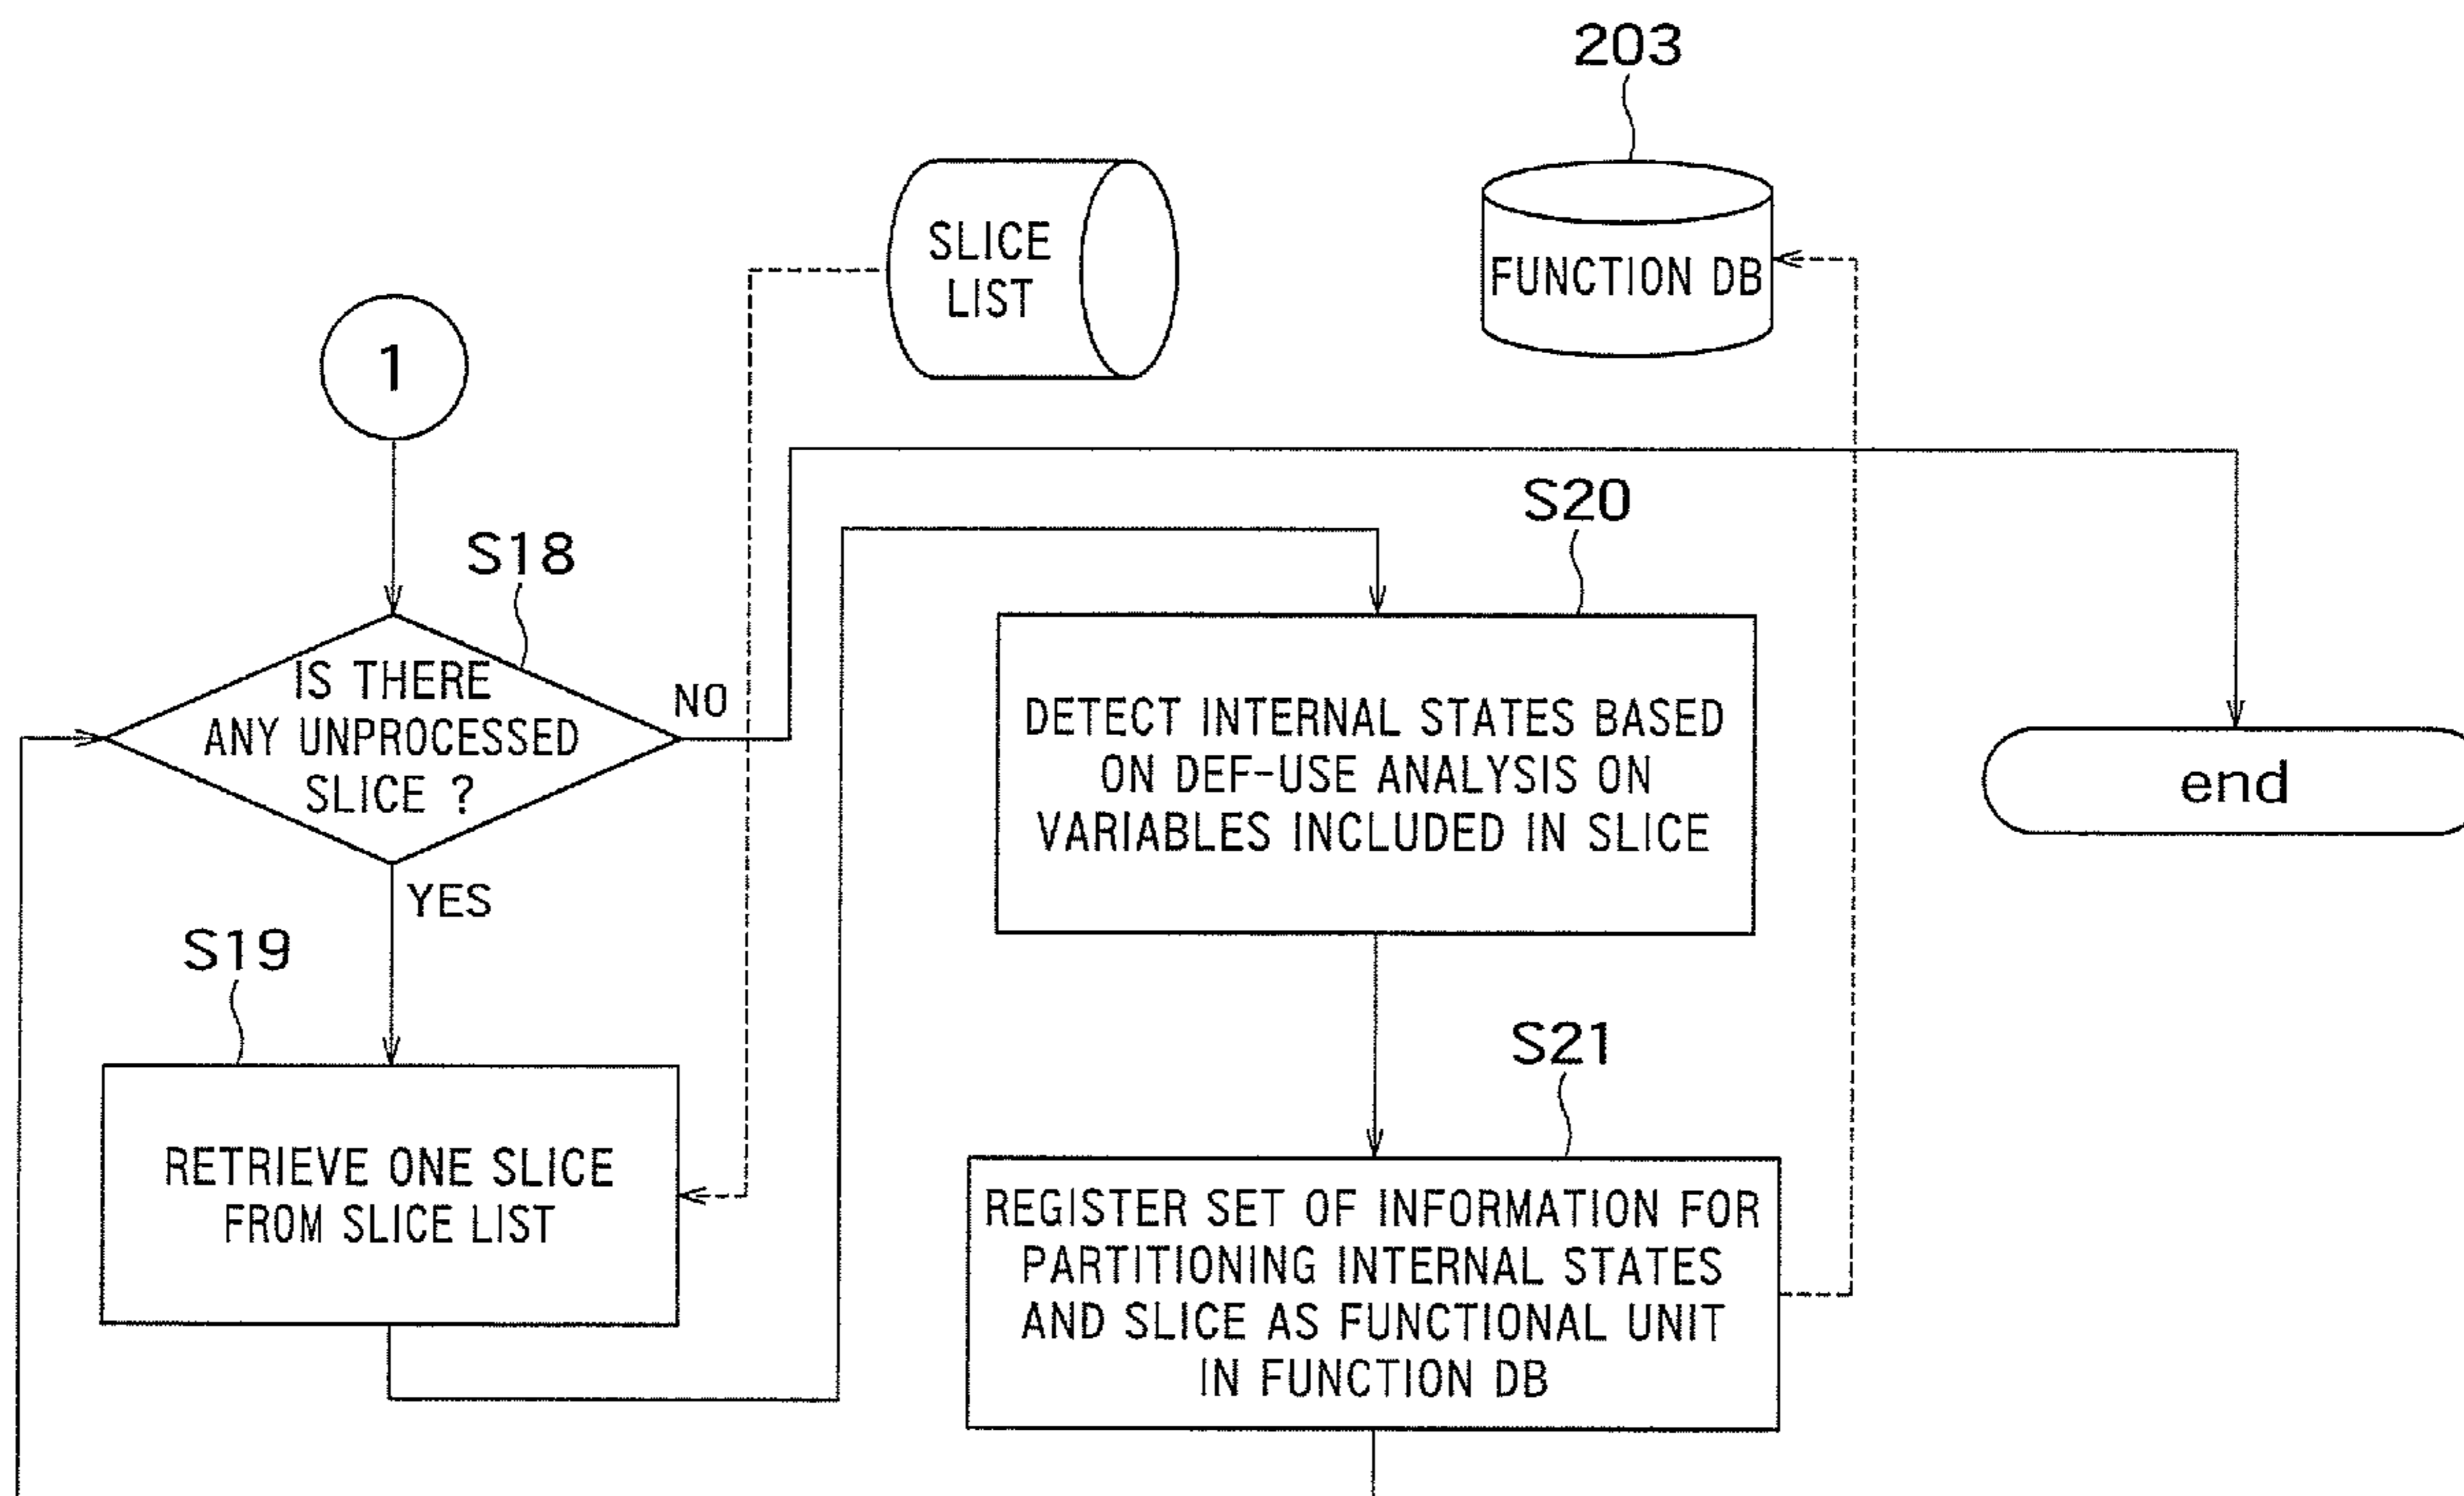 203
SLICE
LIST
FUNCTION DB
1
S18
S20
IS THERE
ANY UNPROCESSED
SLICE ?
NO
YES
DETECT INTERNAL STATES BASED
ON DEF-USE ANALYSIS ON
VARIABLES INCLUDED IN SLICE
end
S19
RETRIEVE ONE SLICE
FROM SLICE LIST
S21
REGISTER SET OF INFORMATION FOR
PARTITIONING INTERNAL STATES
AND SLICE AS FUNCTIONAL UNIT
IN FUNCTION DB